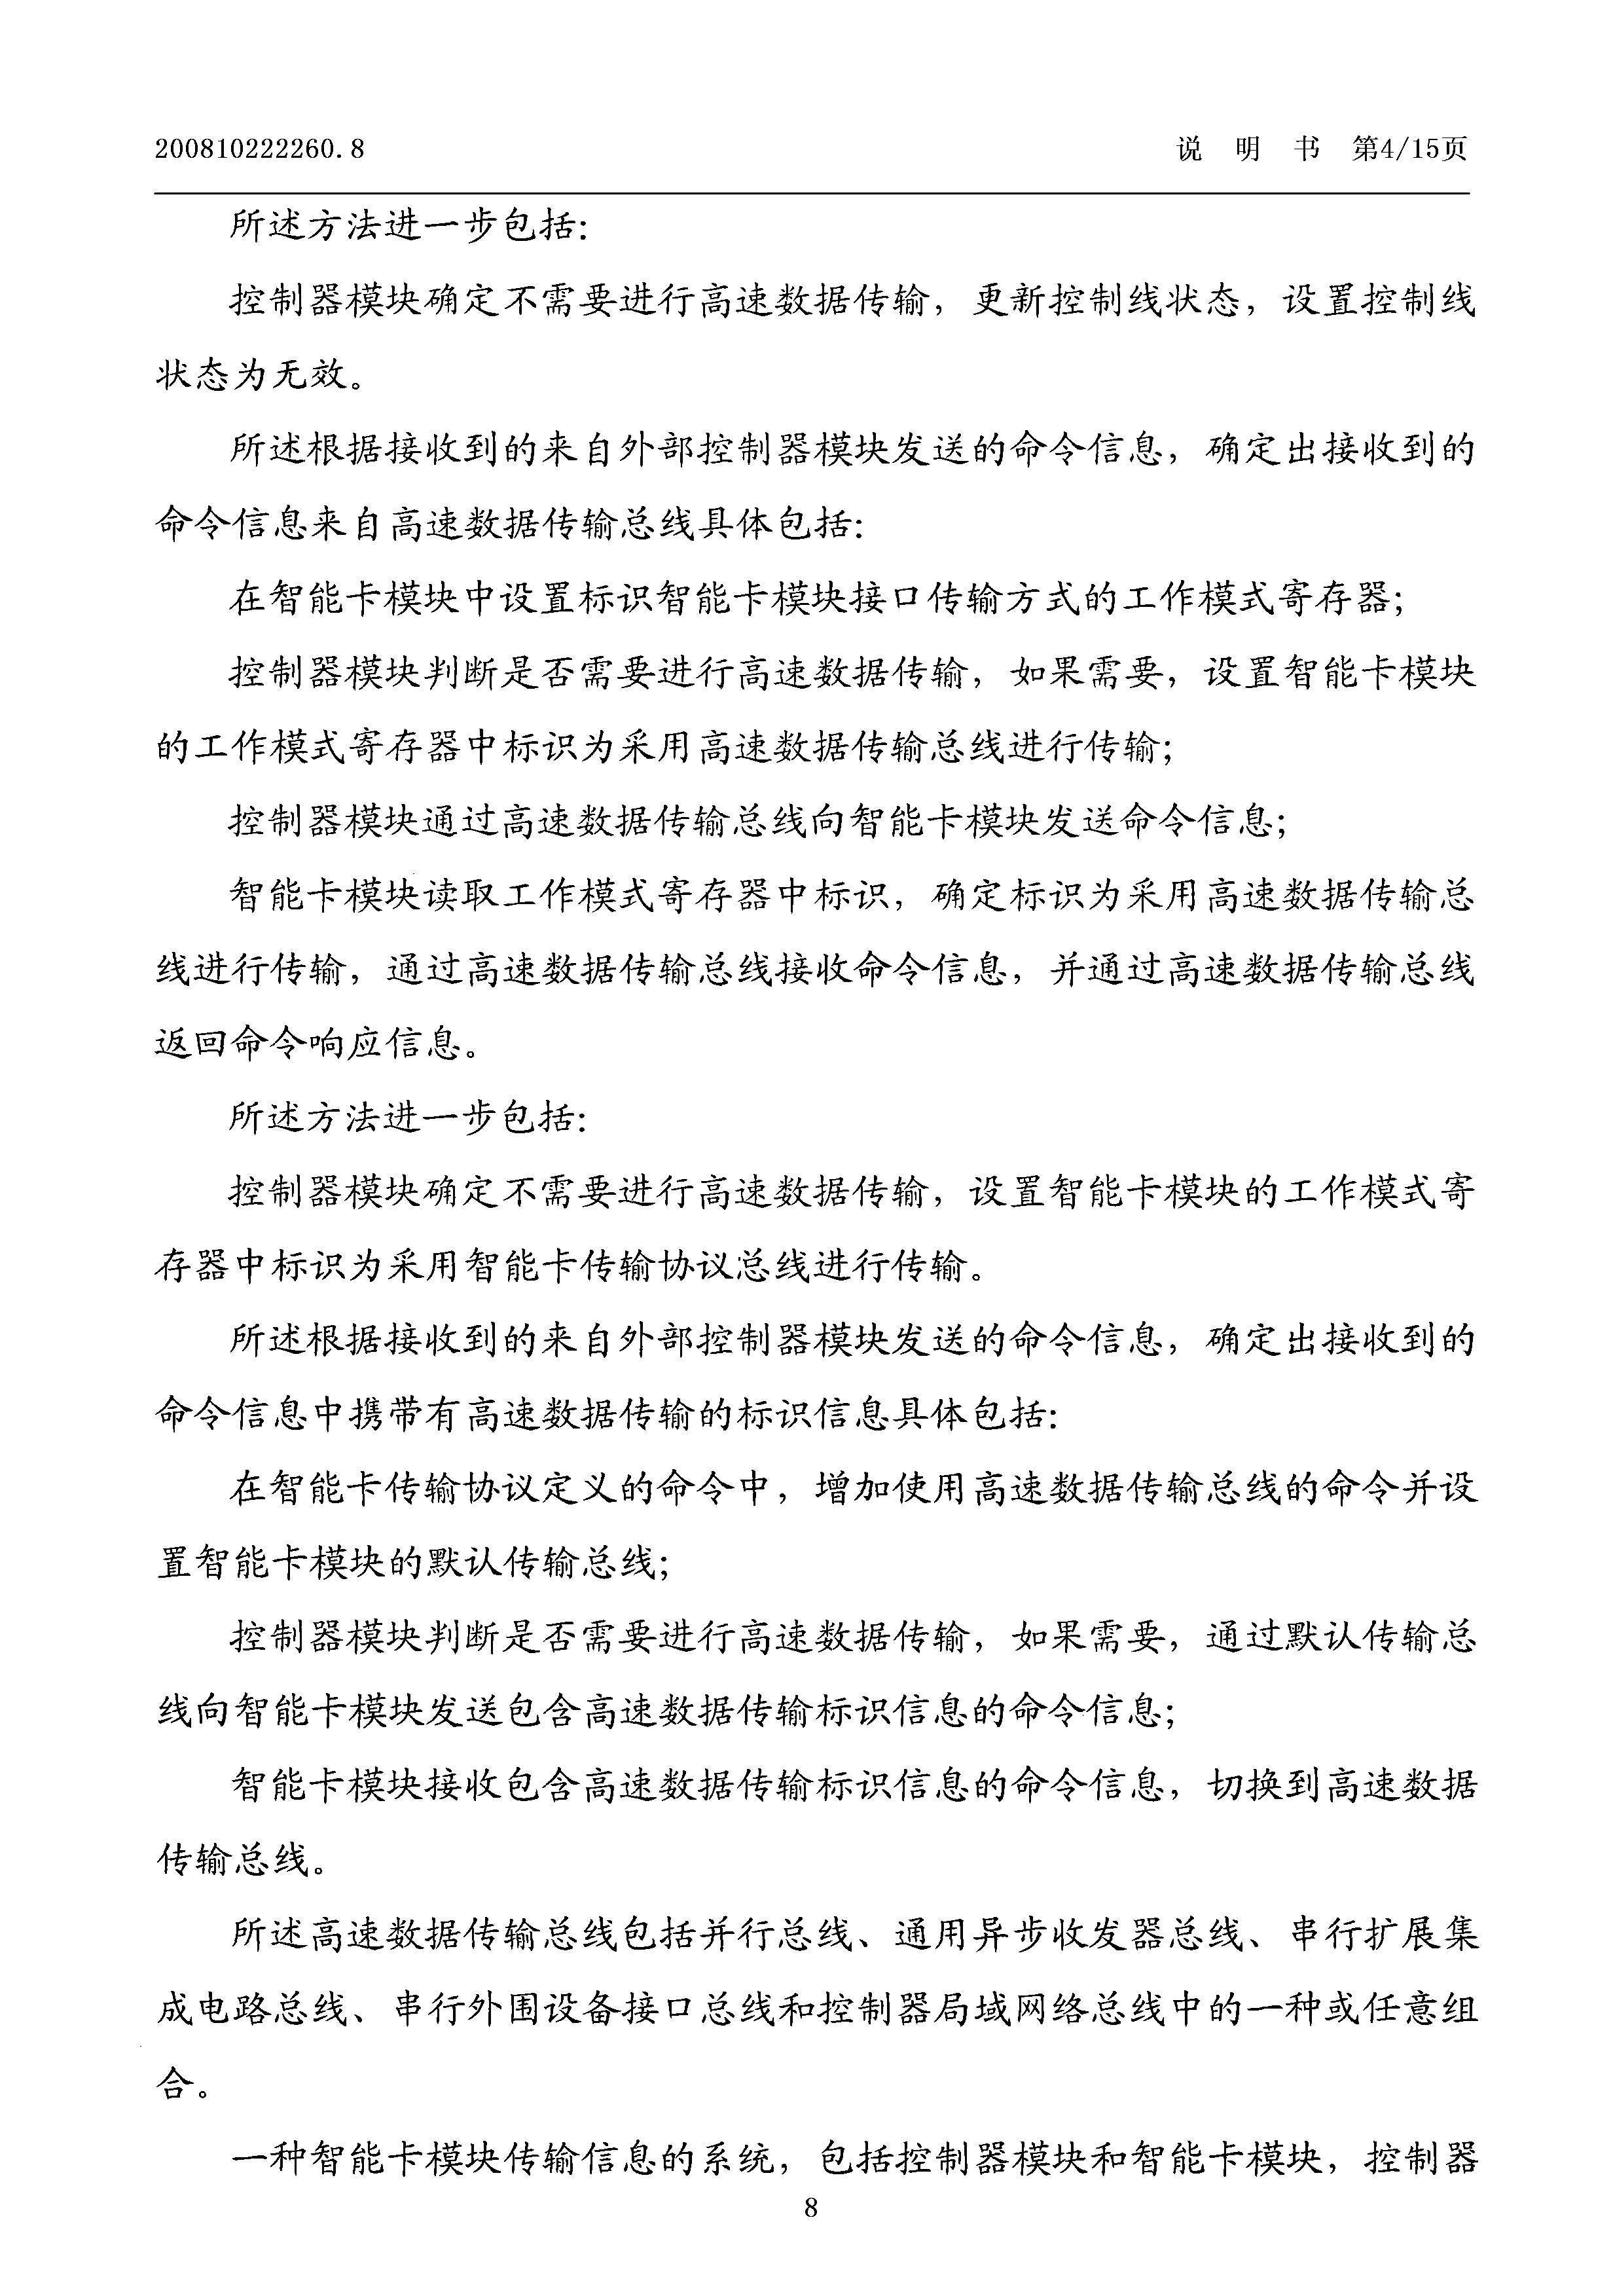 200810222260.8 说 明 书 第4/15页
所述方法进一步包括:
控制器模块确定不需要进行高速数据传输，更新控制线状态，设置控制线
状态为无效。
所述根据接收到的来自外部控制器模块发送的命令信息，确定出接收到的
命令信息来自高速数据传输总线具体包括:
在智能卡模块中设置标识智能卡模块接口传输方式的工作模式寄存器;
控制器模块判断是否需要进行高速数据传输，如果需要，设置智能卡模块
的工作模式寄存器中标识为采用高速数据传输总线进行传输;
控制器模块通过高速数据传输总线向智能卡模块发送命令信息;
智能卡模块读取工作模式寄存器中标识，确定标识为采用高速数据传输总
线进行传输，通过高速数据传输总线接收命令信息，并通过高速数据传输总线
返回命令响应信息。
所述方法进一步包括:
控制器模块确定不需要进行高速数据传输，设置智能卡模块的工作模式寄
存器中标识为采用智能卡传输协议总线进行传输。
所述根据接收到的来自外部控制器模块发送的命令信息，确定出接收到的
命令信息中携带有高速数据传输的标识信息具体包括:
在智能卡传输协议定义的命令中，增加使用高速数据传输总线的命令并设
置智能卡模块的默认传输总线;
控制器模块判断是否需要进行高速数据传输，如果需要，通过默认传输总
线向智能卡模块发送包含高速数据传输标识信息的命令信息;
智能卡模块接收包含高速数据传输标识信息的命令信息，切换到高速数据
传输总线。
所述高速数据传输总线包括并行总线、通用异步收发器总线、串行扩展集
成电路总线、串行外围设备接口总线和控制器局域网络总线中的一种或任意组
合。
一种智能卡模块传输信息的系统，包括控制器模块和智能卡模块，控制器
8